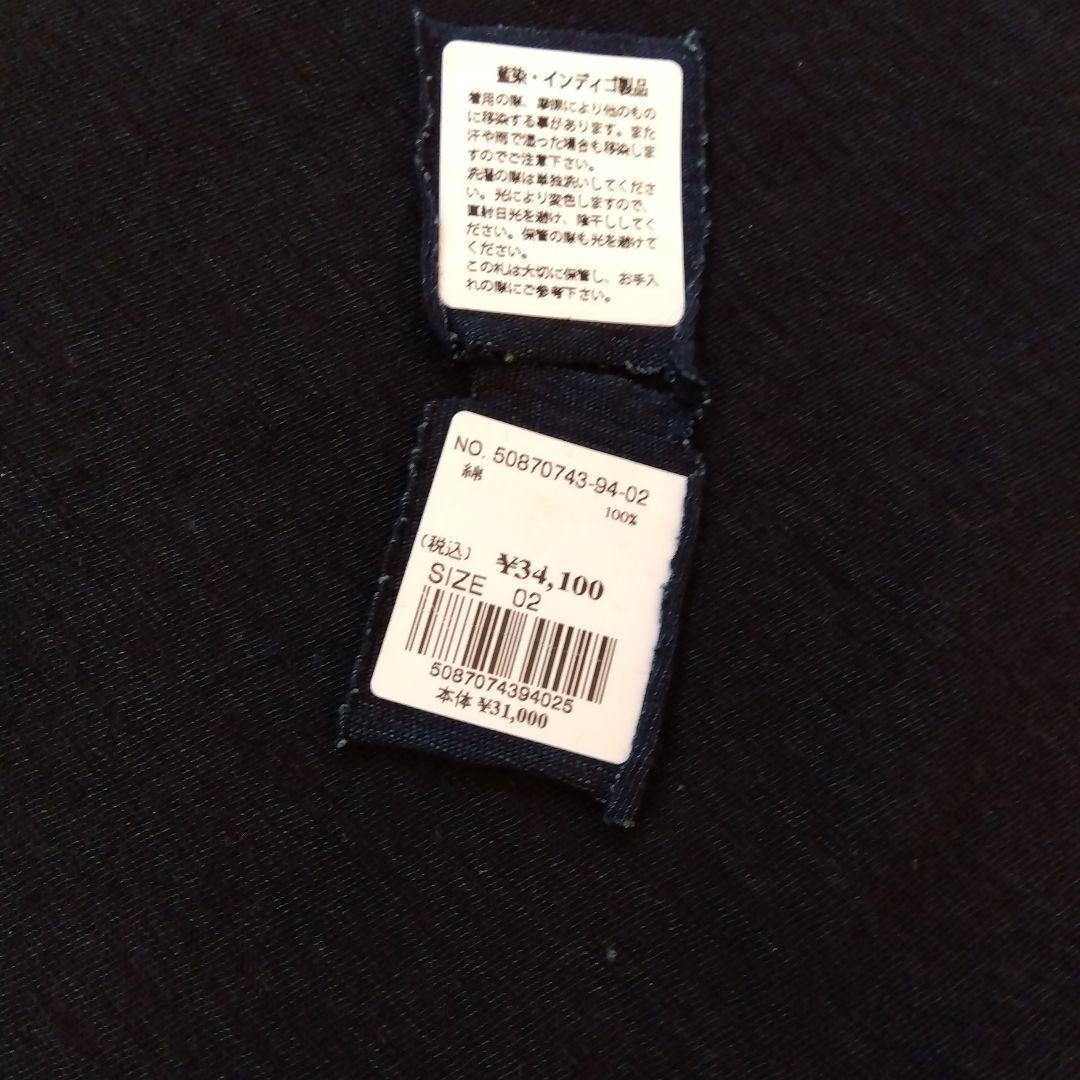 藍染・インディゴ製品
着用の際、摩擦により他のもの
に移染する事があります。また
汗や雨で湿った場合も移染しま
すのでご注意下さい。
洗濯の際は単独洗いしてくださ
い。光により変色しますので、
直射日光を避け、陰干ししてく
ださい。保管の際も光を避けて
ください。
この札は大切に保管し、お手入
れの際にご参考下さい。
NO. 50870743-94-02
綿
100%
(税込) ¥34,100
SIZE 02
5087074394025
本体 ¥31,000